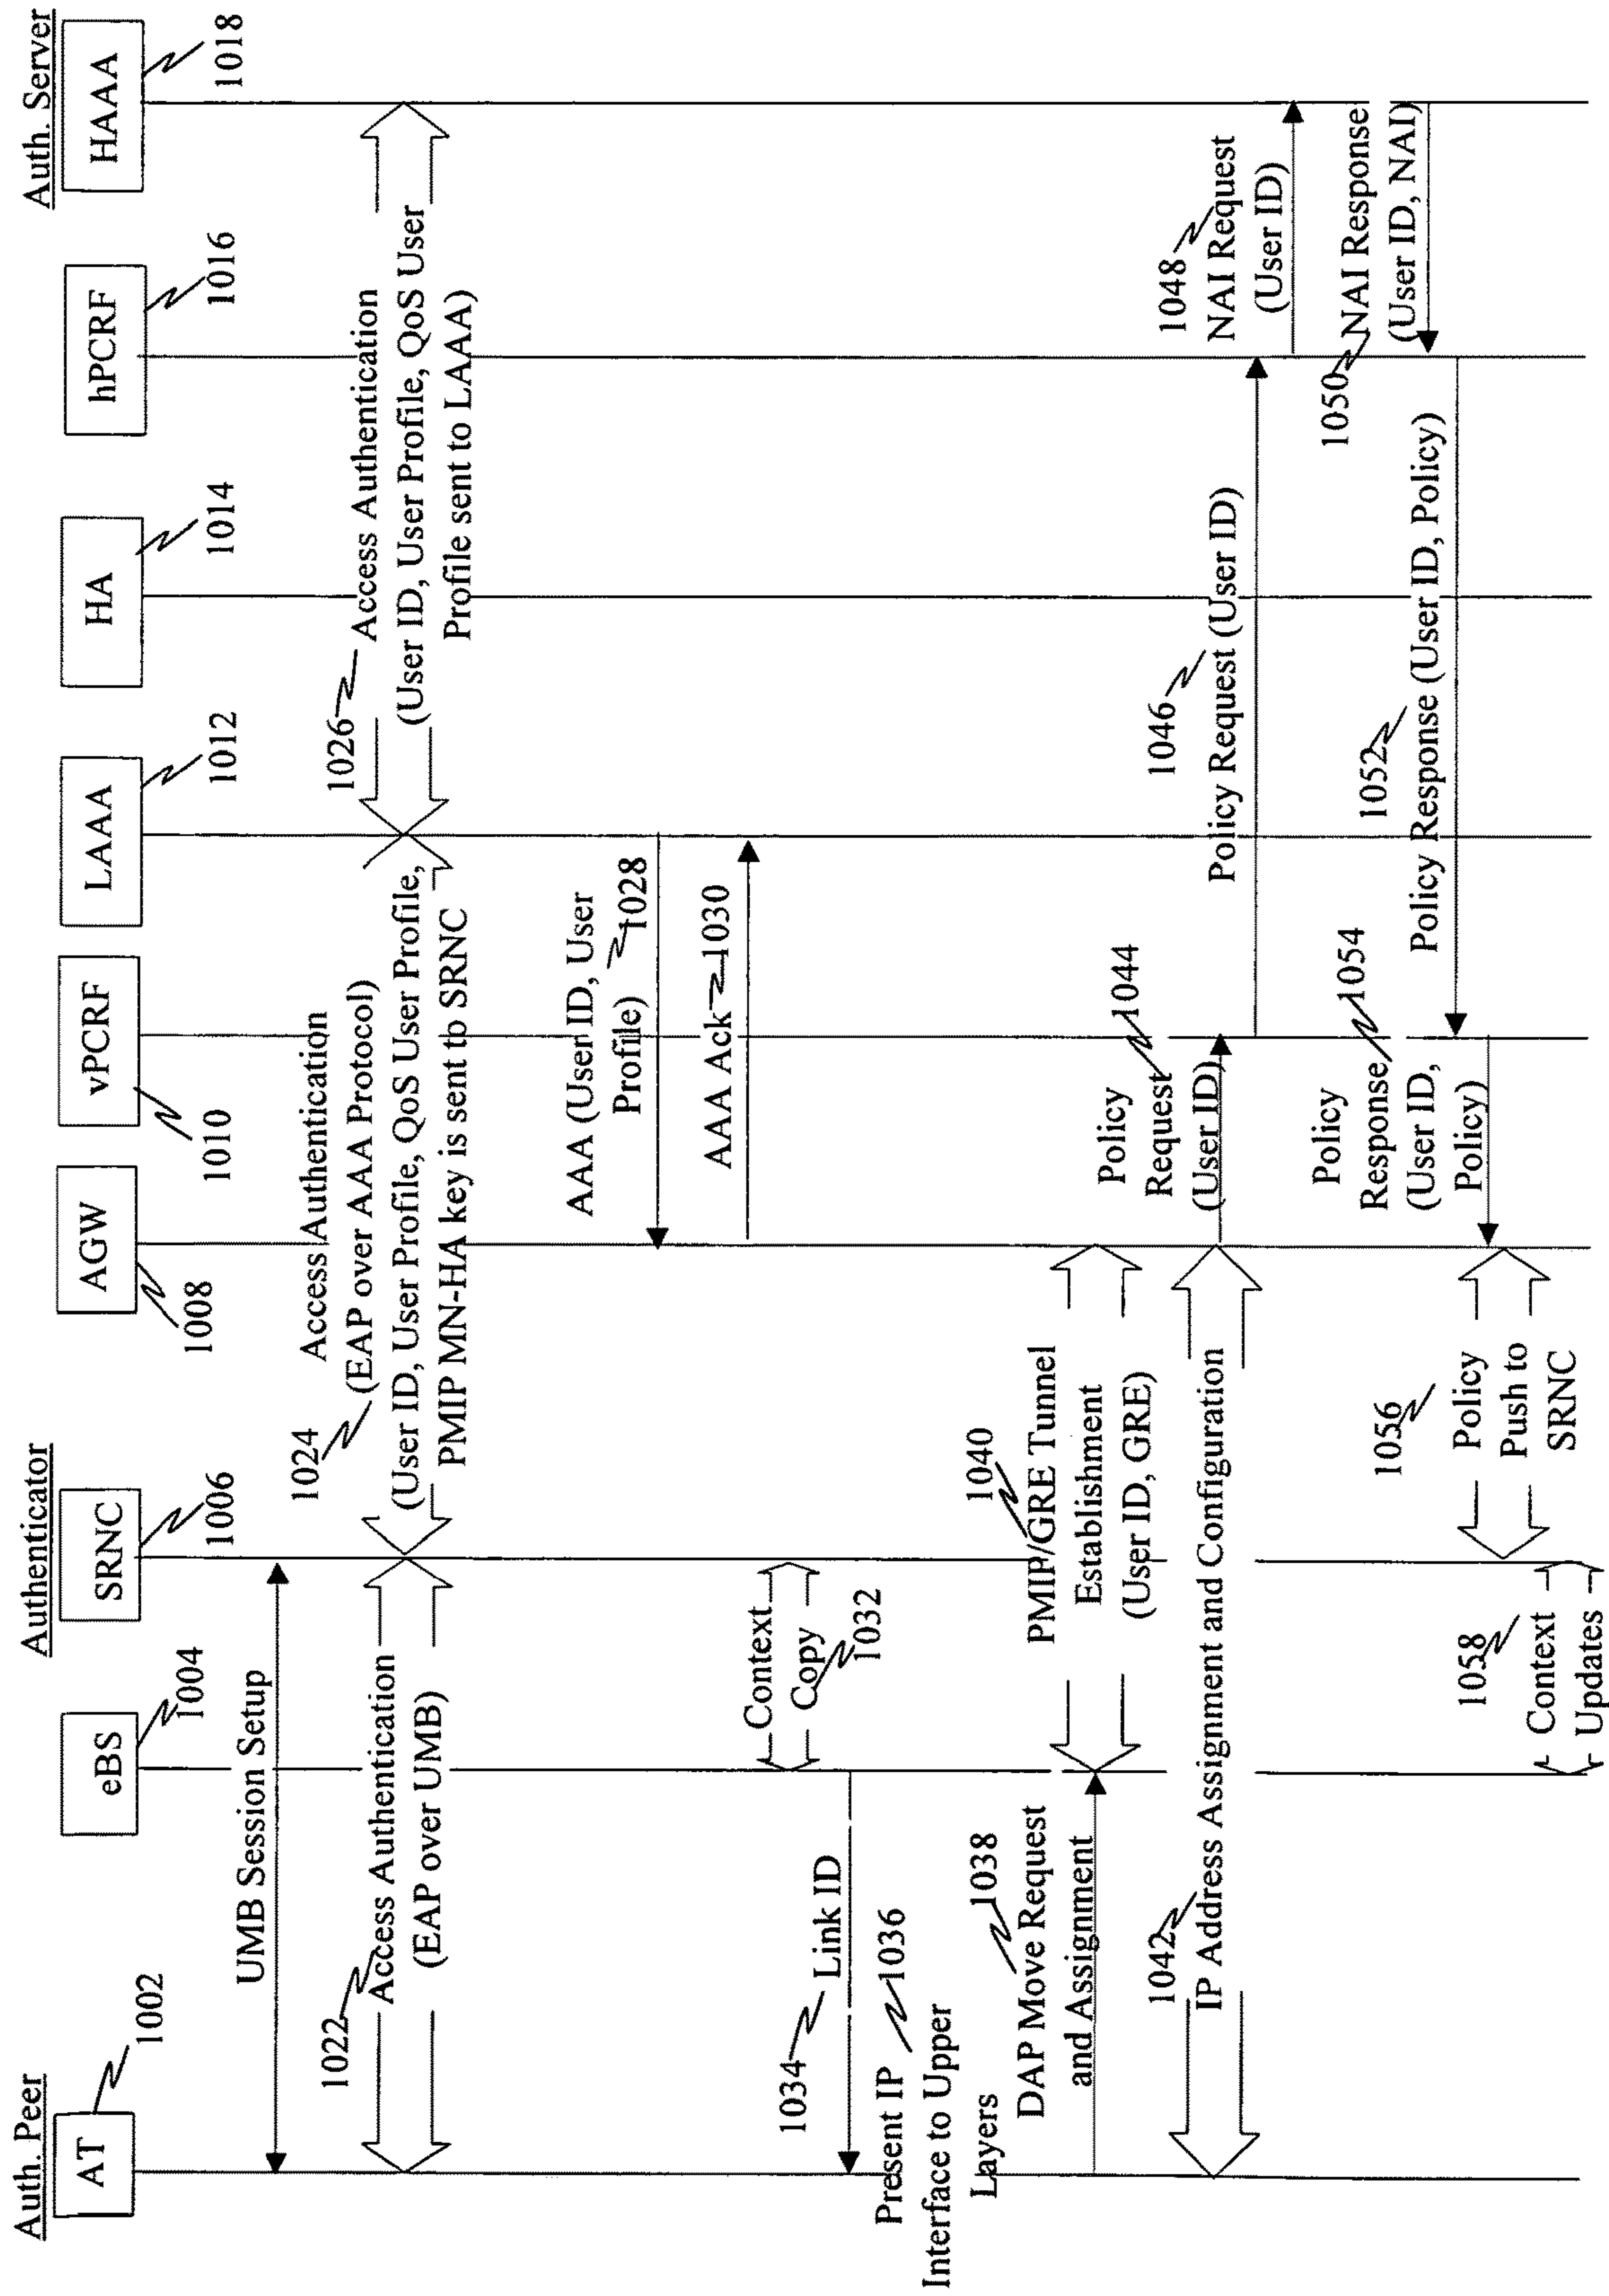 Auth. Peer
Authenticator
Auth. Server
AT
eBS
SRNC
AGW
vPCRF
LAAA
HA
hPCRF
HAAA
1002
1004
1006
1008
1010
1012
1014
1016
1018
UMB Session Setup
1022
Access Authentication
(EAP over UMB)
1024
Access Authentication
(EAP over AAA Protocol)
(User ID, User Profile, QoS User Profile,
PMIP MN-HA key is sent to SRNC
1026
Access Authentication
(User ID, User Profile, QoS User
Profile sent to LAAA)
AAA (User ID, User
Profile)
1028
AAA Ack
1030
Context
Copy
1032
1034
Link ID
Present IP
1036
Interface to Upper
Layers
1038
DAP Move Request
and Assignment
1040
PMIP/GRE Tunnel
Establishment
(User ID, GRE)
1042
IP Address Assignment and Configuration
1044
Policy
Request
(User ID)
1046
Policy Request (User ID)
1048
NAI Request
(User ID)
1050
NAI Response
(User ID, NAI)
1052
Policy Response (User ID, Policy)
1054
Policy
Response
(User ID,
Policy)
1056
Policy
Push to
SRNC
1058
Context
Updates